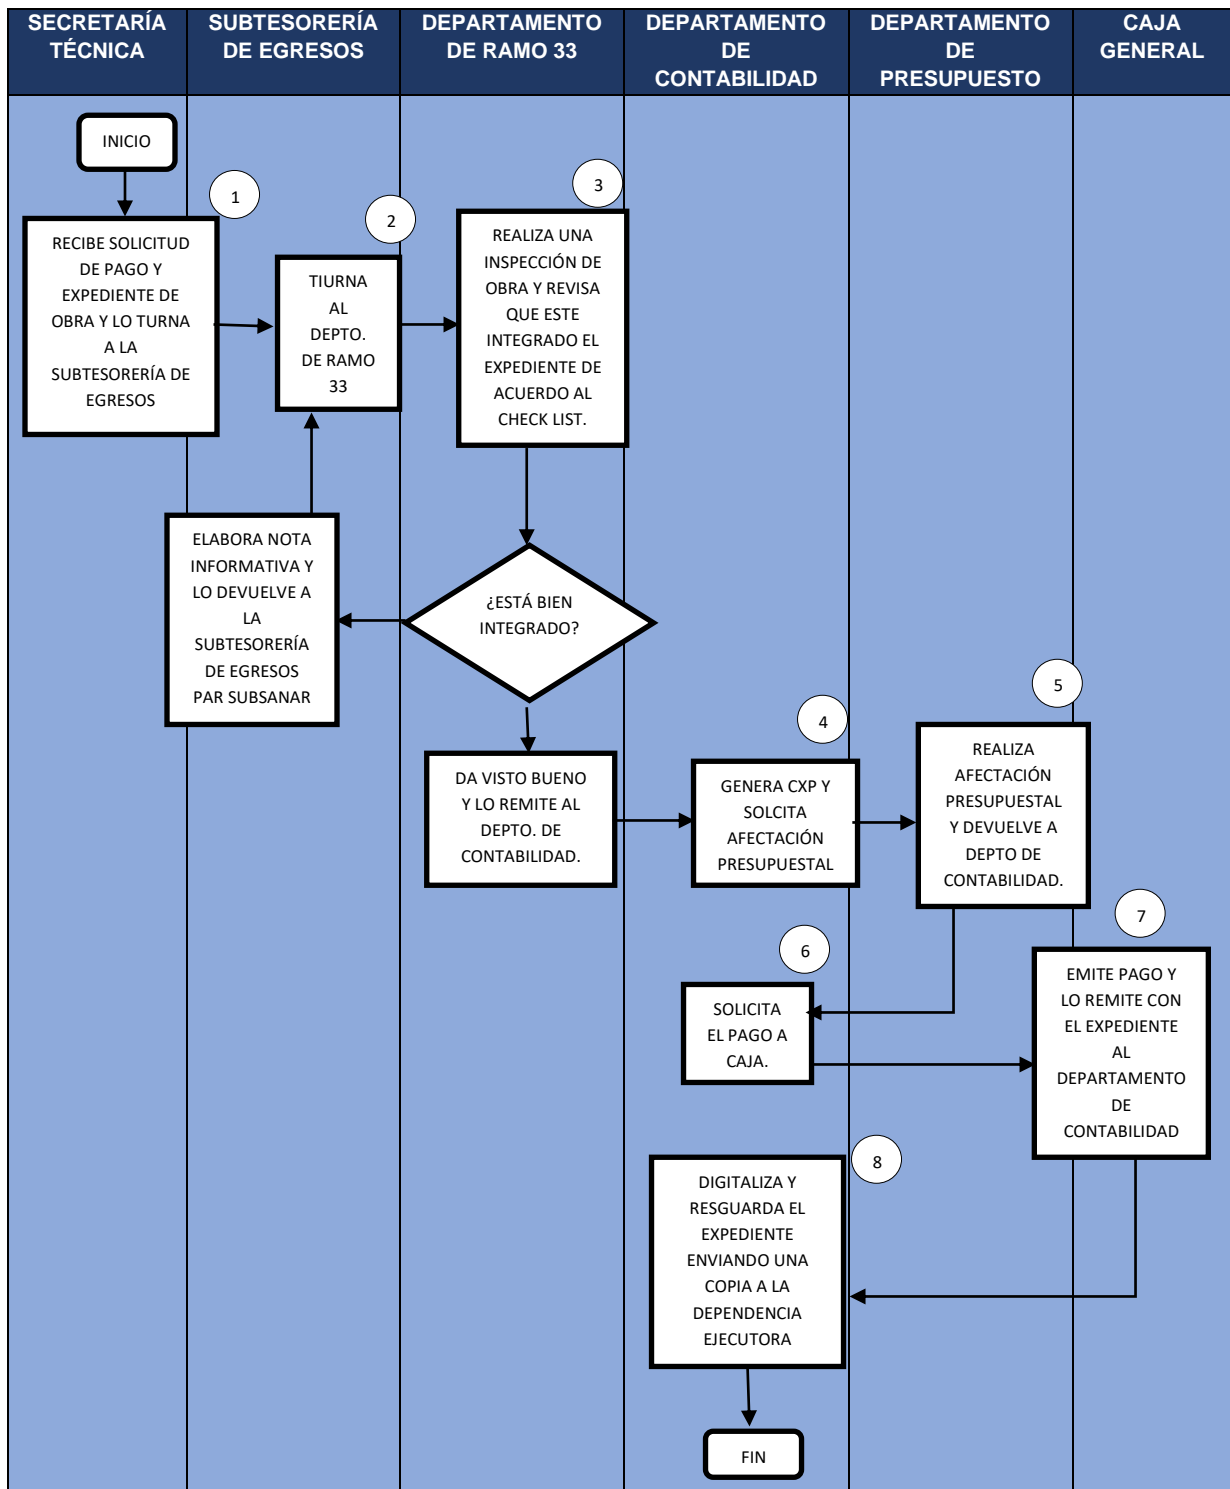 SECRETARÍA
TÉCNICA
SUBTESORERÍA
DE EGRESOS
DEPARTAMENTO
DE RAMO 33
DEPARTAMENTO
DE
CONTABILIDAD
DEPARTAMENTO
DE
PRESUPUESTO
CAJA
GENERAL
INICIO
1
RECIBE SOLICITUD
DE PAGO Y
EXPEDIENTE DE
OBRA Y LO TURNA
A LA
SUBTESORERÍA DE
EGRESOS
2
TIURNA
AL
DEPTO.
DE RAMO
33
3
REALIZA UNA
INSPECCIÓN DE
OBRA Y REVISA
QUE ESTE
INTEGRADO EL
EXPEDIENTE DE
ACUERDO AL
CHECK LIST.
¿ESTÁ BIEN
INTEGRADO?
ELABORA NOTA
INFORMATIVA Y
LO DEVUELVE A
LA
SUBTESORERÍA
DE EGRESOS
PAR SUBSANAR
DA VISTO BUENO
Y LO REMITE AL
DEPTO. DE
CONTABILIDAD.
4
GENERA CXP Y
SOLCITA
AFECTACIÓN
PRESUPUESTAL
5
REALIZA
AFECTACIÓN
PRESUPUESTAL
Y DEVUELVE A
DEPTO DE
CONTABILIDAD.
6
SOLICITA
EL PAGO A
CAJA.
7
EMITE PAGO Y
LO REMITE CON
EL EXPEDIENTE
AL
DEPARTAMENTO
DE
CONTABILIDAD
8
DIGITALIZA Y
RESGUARDA EL
EXPEDIENTE
ENVIANDO UNA
COPIA A LA
DEPENDENCIA
EJECUTORA
FIN